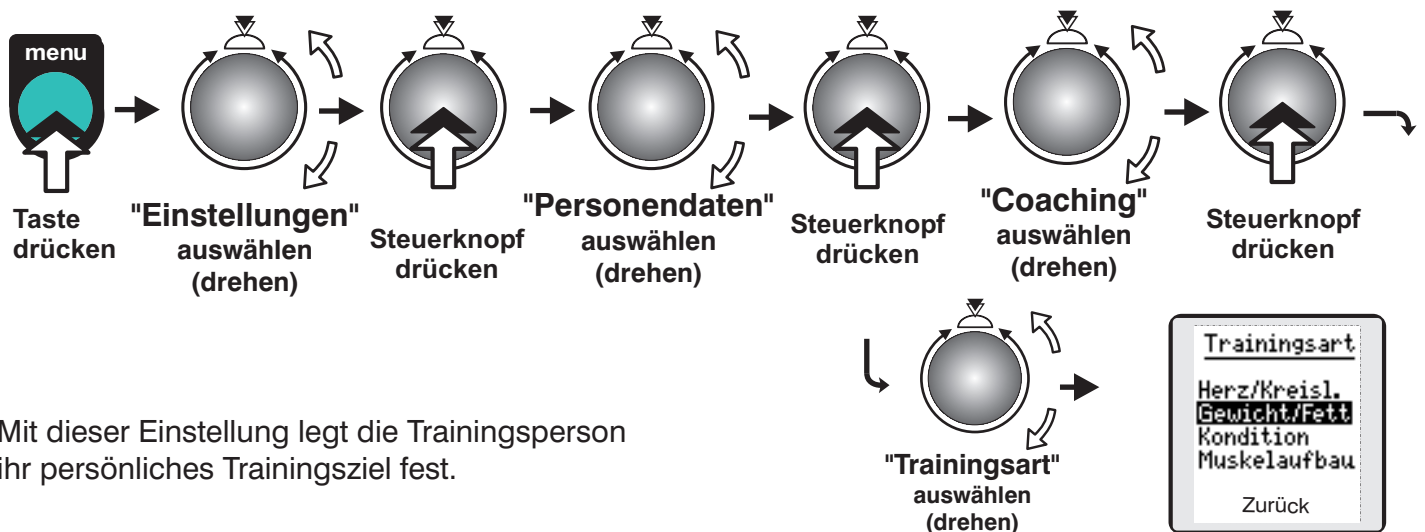 menu
Taste
drücken
"Einstellungen"
auswählen
(drehen)
Steuerknopf
drücken
"Personendaten"
auswählen
(drehen)
Steuerknopf
drücken
"Coaching"
auswählen
(drehen)
Steuerknopf
drücken
"Trainingsart"
auswählen
(drehen)
Trainingsart
Herz/Kreisl.
Gewicht/Fett
Kondition
Muskelaufbau
Zurück
Mit dieser Einstellung legt die Trainingsperson
ihr persönliches Trainingsziel fest.